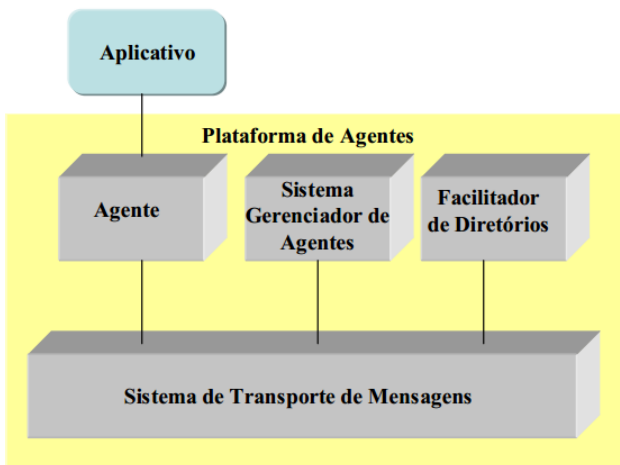 Aplicativo
Plataforma de Agentes
Agente
Sistema
Gerenciador de
Agentes
Facilitador
de Diretórios
Sistema de Transporte de Mensagens